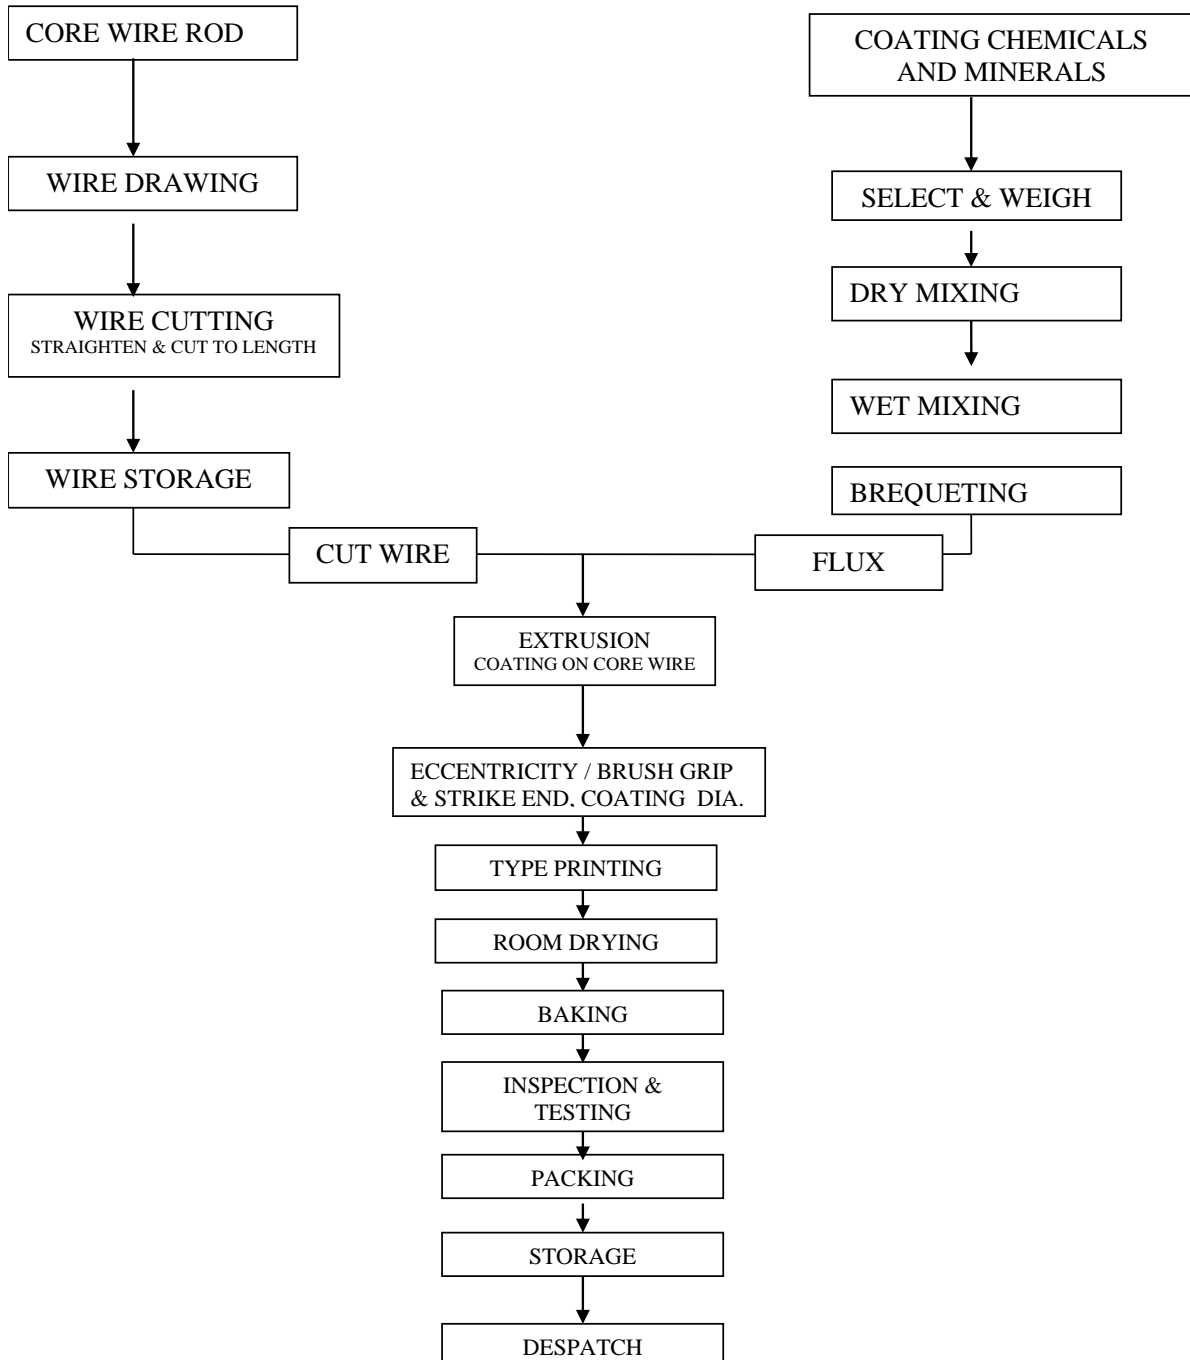 CORE WIRE ROD
COATING CHEMICALS
AND MINERALS
WIRE DRAWING
SELECT & WEIGH
WIRE CUTTING
STRAIGHTEN & CUT TO LENGTH
DRY MIXING
WET MIXING
WIRE STORAGE
BREQUETING
CUT WIRE
FLUX
EXTRUSION
COATING ON CORE WIRE
ECCENTRICITY / BRUSH GRIP
& STRIKE END, COATING DIA.
TYPE PRINTING
ROOM DRYING
BAKING
INSPECTION &
TESTING
PACKING
STORAGE
DESPATCH